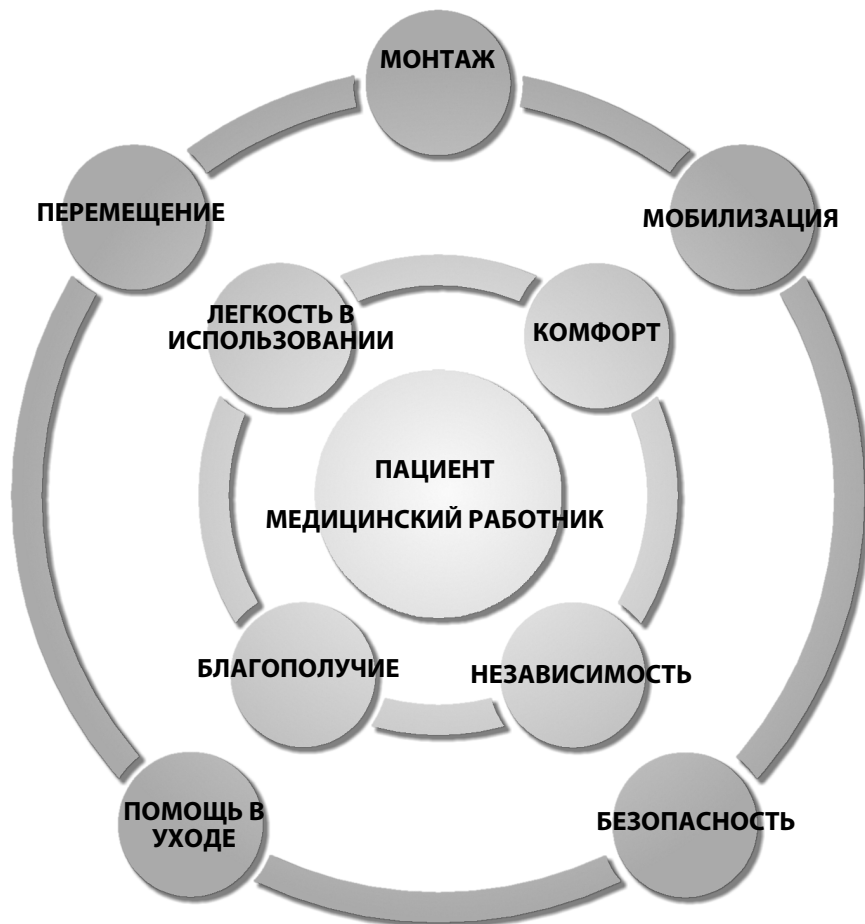 МОНТАЖ
ПЕРЕМЕЩЕНИЕ
МОБИЛИЗАЦИЯ
ЛЕГКОСТЬ В
ИСПОЛЬЗОВАНИИ
КОМФОРТ
ПАЦИЕНТ
МЕДИЦИНСКИЙ РАБОТНИК
БЛАГОПОЛУЧИЕ
НЕЗАВИСИМОСТЬ
ПОМОЩЬ В
УХОДЕ
БЕЗОПАСНОСТЬ